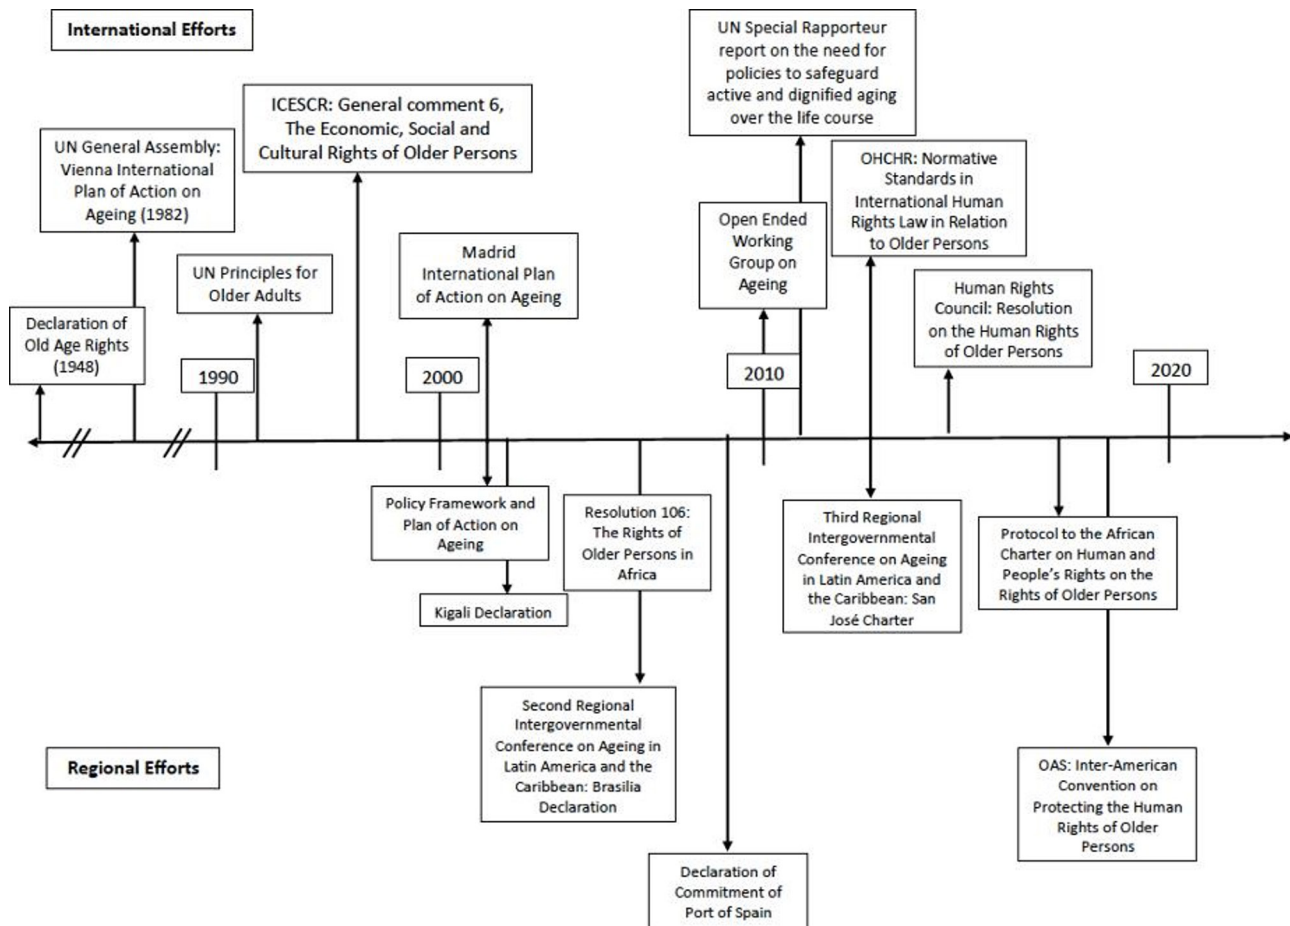 International Efforts
UN Special Rapporteur
report on the need for
policies to safeguard
active and dignified aging
over the life course
ICESCR: General comment 6,
The Economic, Social and
Cultural Rights of Older Persons
UN General Assembly:
Vienna International
Plan of Action on
Ageing (1982)
OHCHR: Normative
Standards in
International Human
Rights Law in Relation
to Older Persons
Open Ended
Working
Group on
Ageing
Madrid
International Plan
of Action on Ageing
UN Principles for
Older Adults
Human Rights
Council: Resolution
on the Human Rights
of Older Persons
Declaration of
Old Age Rights
(1948)
1990
2000
2010
2020
Policy Framework and
Plan of Action on
Ageing
Resolution 106:
The Rights of
Older Persons in
Africa
Third Regional
Intergovernmental
Conference on Ageing
in Latin America and
the Caribbean: San
José Charter
Protocol to the African
Charter on Human and
People’s Rights on the
Rights of Older Persons
Kigali Declaration
Second Regional
Intergovernmental
Conference on Ageing in
Latin America and the
Caribbean: Brasilia
Declaration
Regional Efforts
OAS: Inter-American
Convention on
Protecting the Human
Rights of Older
Persons
Declaration of
Commitment of
Port of Spain